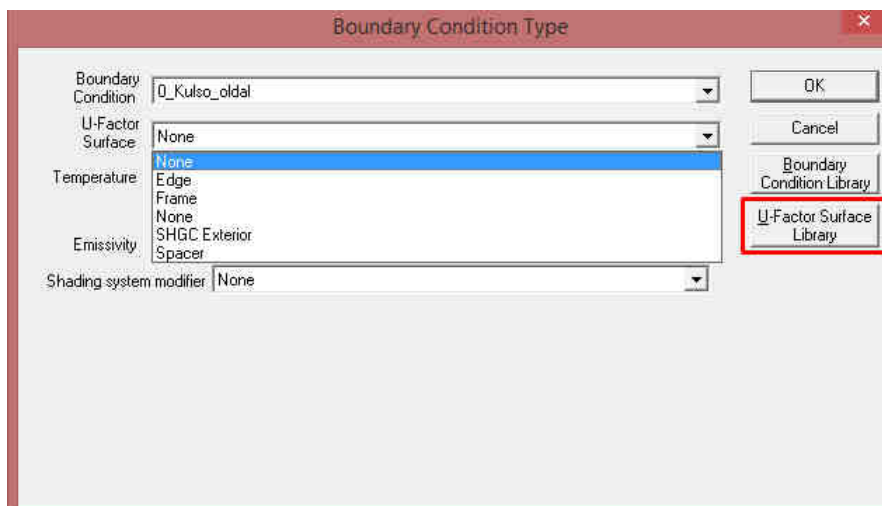 Boundary Condition Type
×
Boundary
Condition
0_Kulso_oldal
OK
U-Factor
Surface
None
Cancel
Temperature
None
Edge
Frame
None
SHGC Exterior
Spacer
Boundary
Condition Library
U-Factor Surface
Library
Emissivity
Shading system modifier None